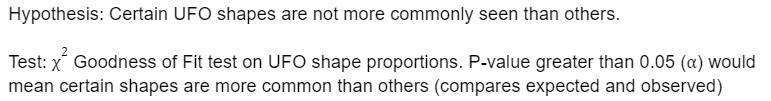 Hypothesis: Certain UFO shapes are not more commonly seen than others.
Test: χ² Goodness of Fit test on UFO shape proportions. P-value greater than 0.05 (α) would
mean certain shapes are more common than others (compares expected and observed)